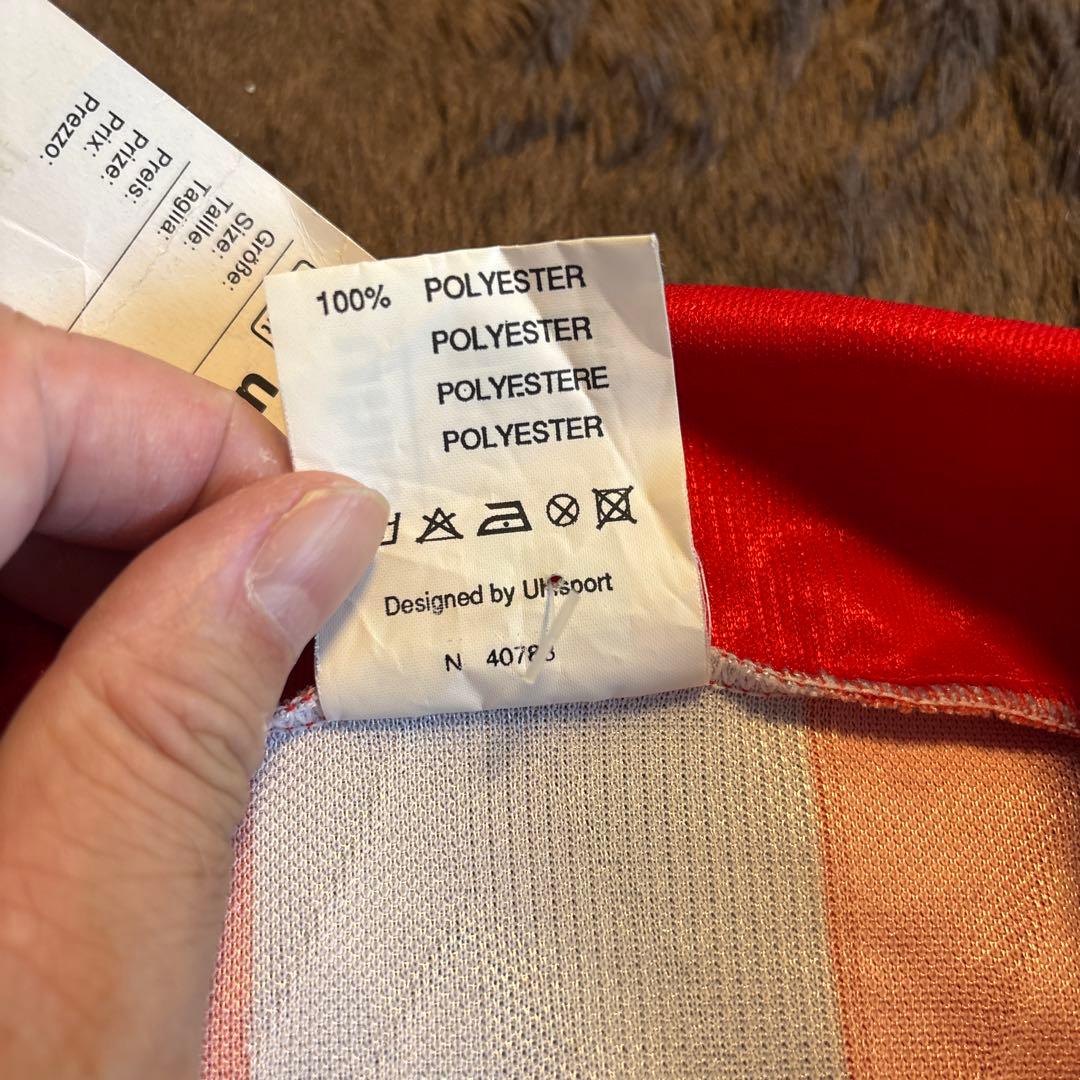 Größe:
Size:
Taille:
Taglia:
Preis:
Prize:
Prix:
Prezzo:
u
100% POLYESTER
POLYESTER
POLYESTERE
POLYESTER
Designed by Uhlsport
N